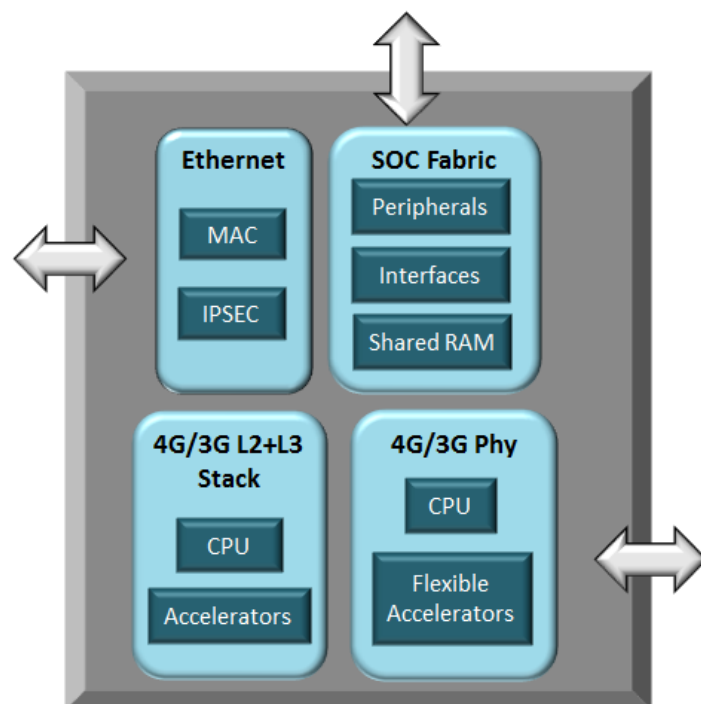 Ethernet
MAC
IPSEC
SOC Fabric
Peripherals
Interfaces
Shared RAM
4G/3G L2+L3
Stack
CPU
Accelerators
4G/3G Phy
CPU
Flexible
Accelerators